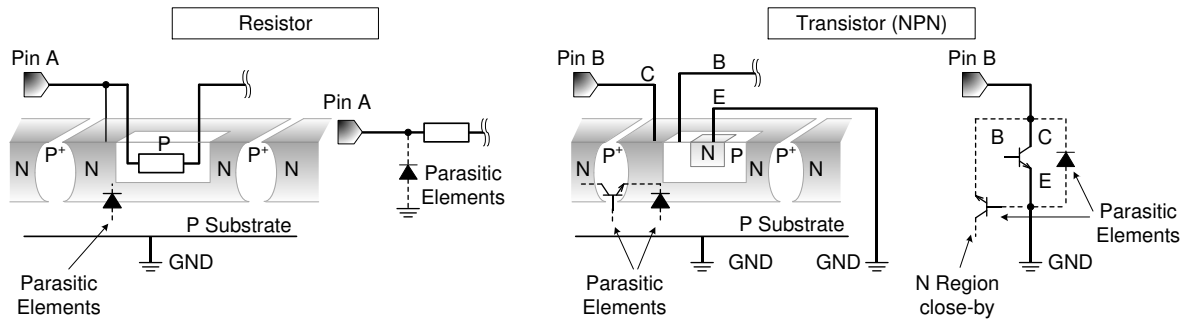 Resistor
Transistor (NPN)
Pin A
Pin B
C
B
E
Pin B
Pin A
N
P+
N
P
P+
N
N
P+
N
N
P
P+
N
B
C
E
Parasitic
Elements
P Substrate
P Substrate
Parasitic
Elements
GND
GND
GND
GND
Parasitic
Elements
Parasitic
Elements
N Region
close-by